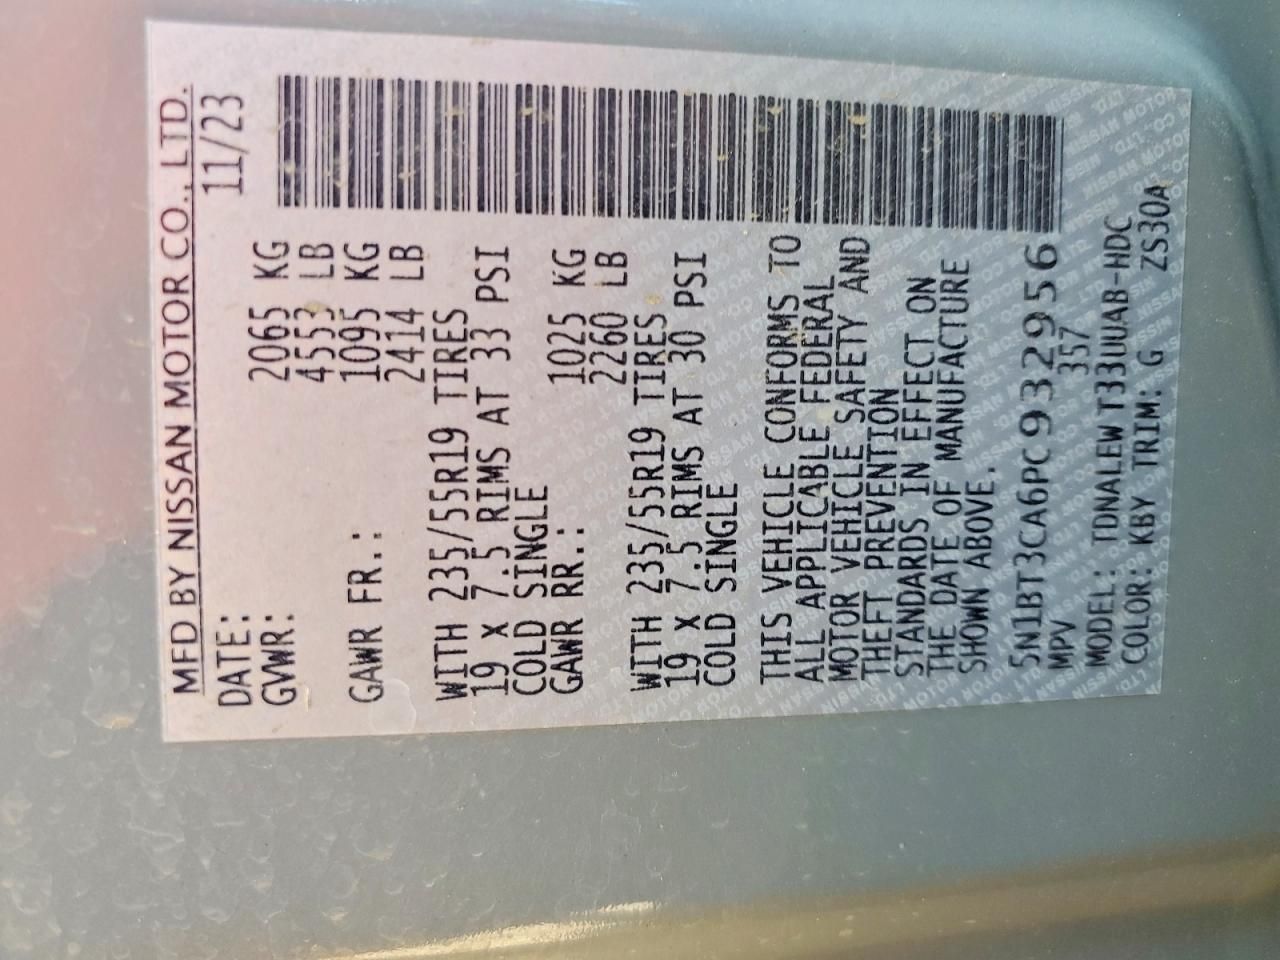 MFD BY NISSAN MOTOR CO., LTD.
DATE: 11/23
GVWR: 2065 KG
4553 LB
GAWR FR.: 1095 KG
2414 LB
WITH 235/55R19 TIRES
19 X 7.5 RIMS AT 33 PSI
COLD SINGLE
GAWR RR.: 1025 KG
2260 LB
WITH 235/55R19 TIRES
19 X 7.5 RIMS AT 30 PSI
COLD SINGLE
THIS VEHICLE CONFORMS TO
ALL APPLICABLE FEDERAL
MOTOR VEHICLE SAFETY AND
THEFT PREVENTION
STANDARDS IN EFFECT ON
THE DATE OF MANUFACTURE
SHOWN ABOVE.
5N1BT3CA6PC932956
MPV 357
MODEL: TDNALEW T33UUAB-HDC
COLOR: KBY TRIM: G ZS30A